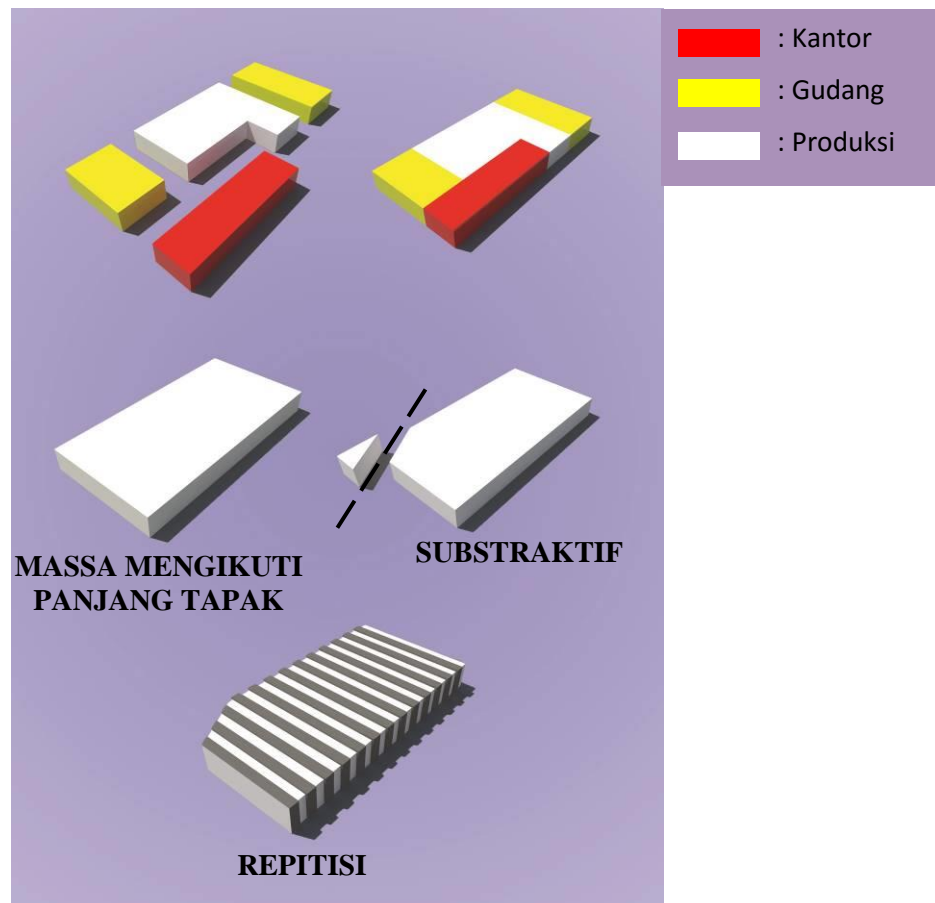 : Kantor
: Gudang
: Produksi
MASSA MENGIKUTI
PANJANG TAPAK
SUBSTRAKTIF
REPITISI